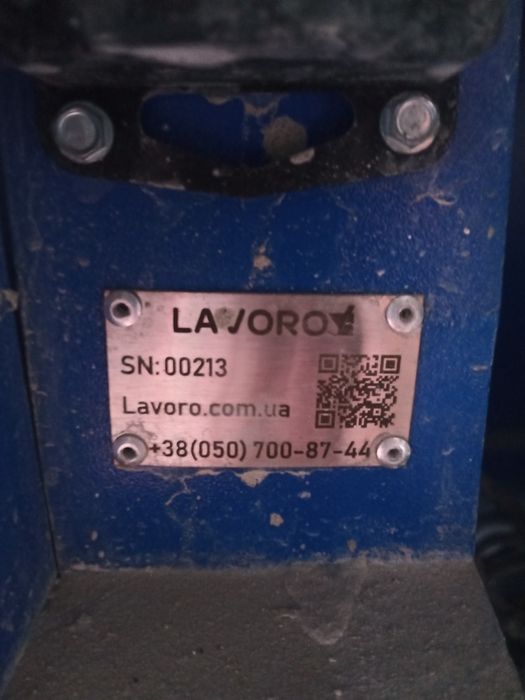 LAVORO
SN: 00213
Lavoro.com.ua
+38(050) 700-87-44